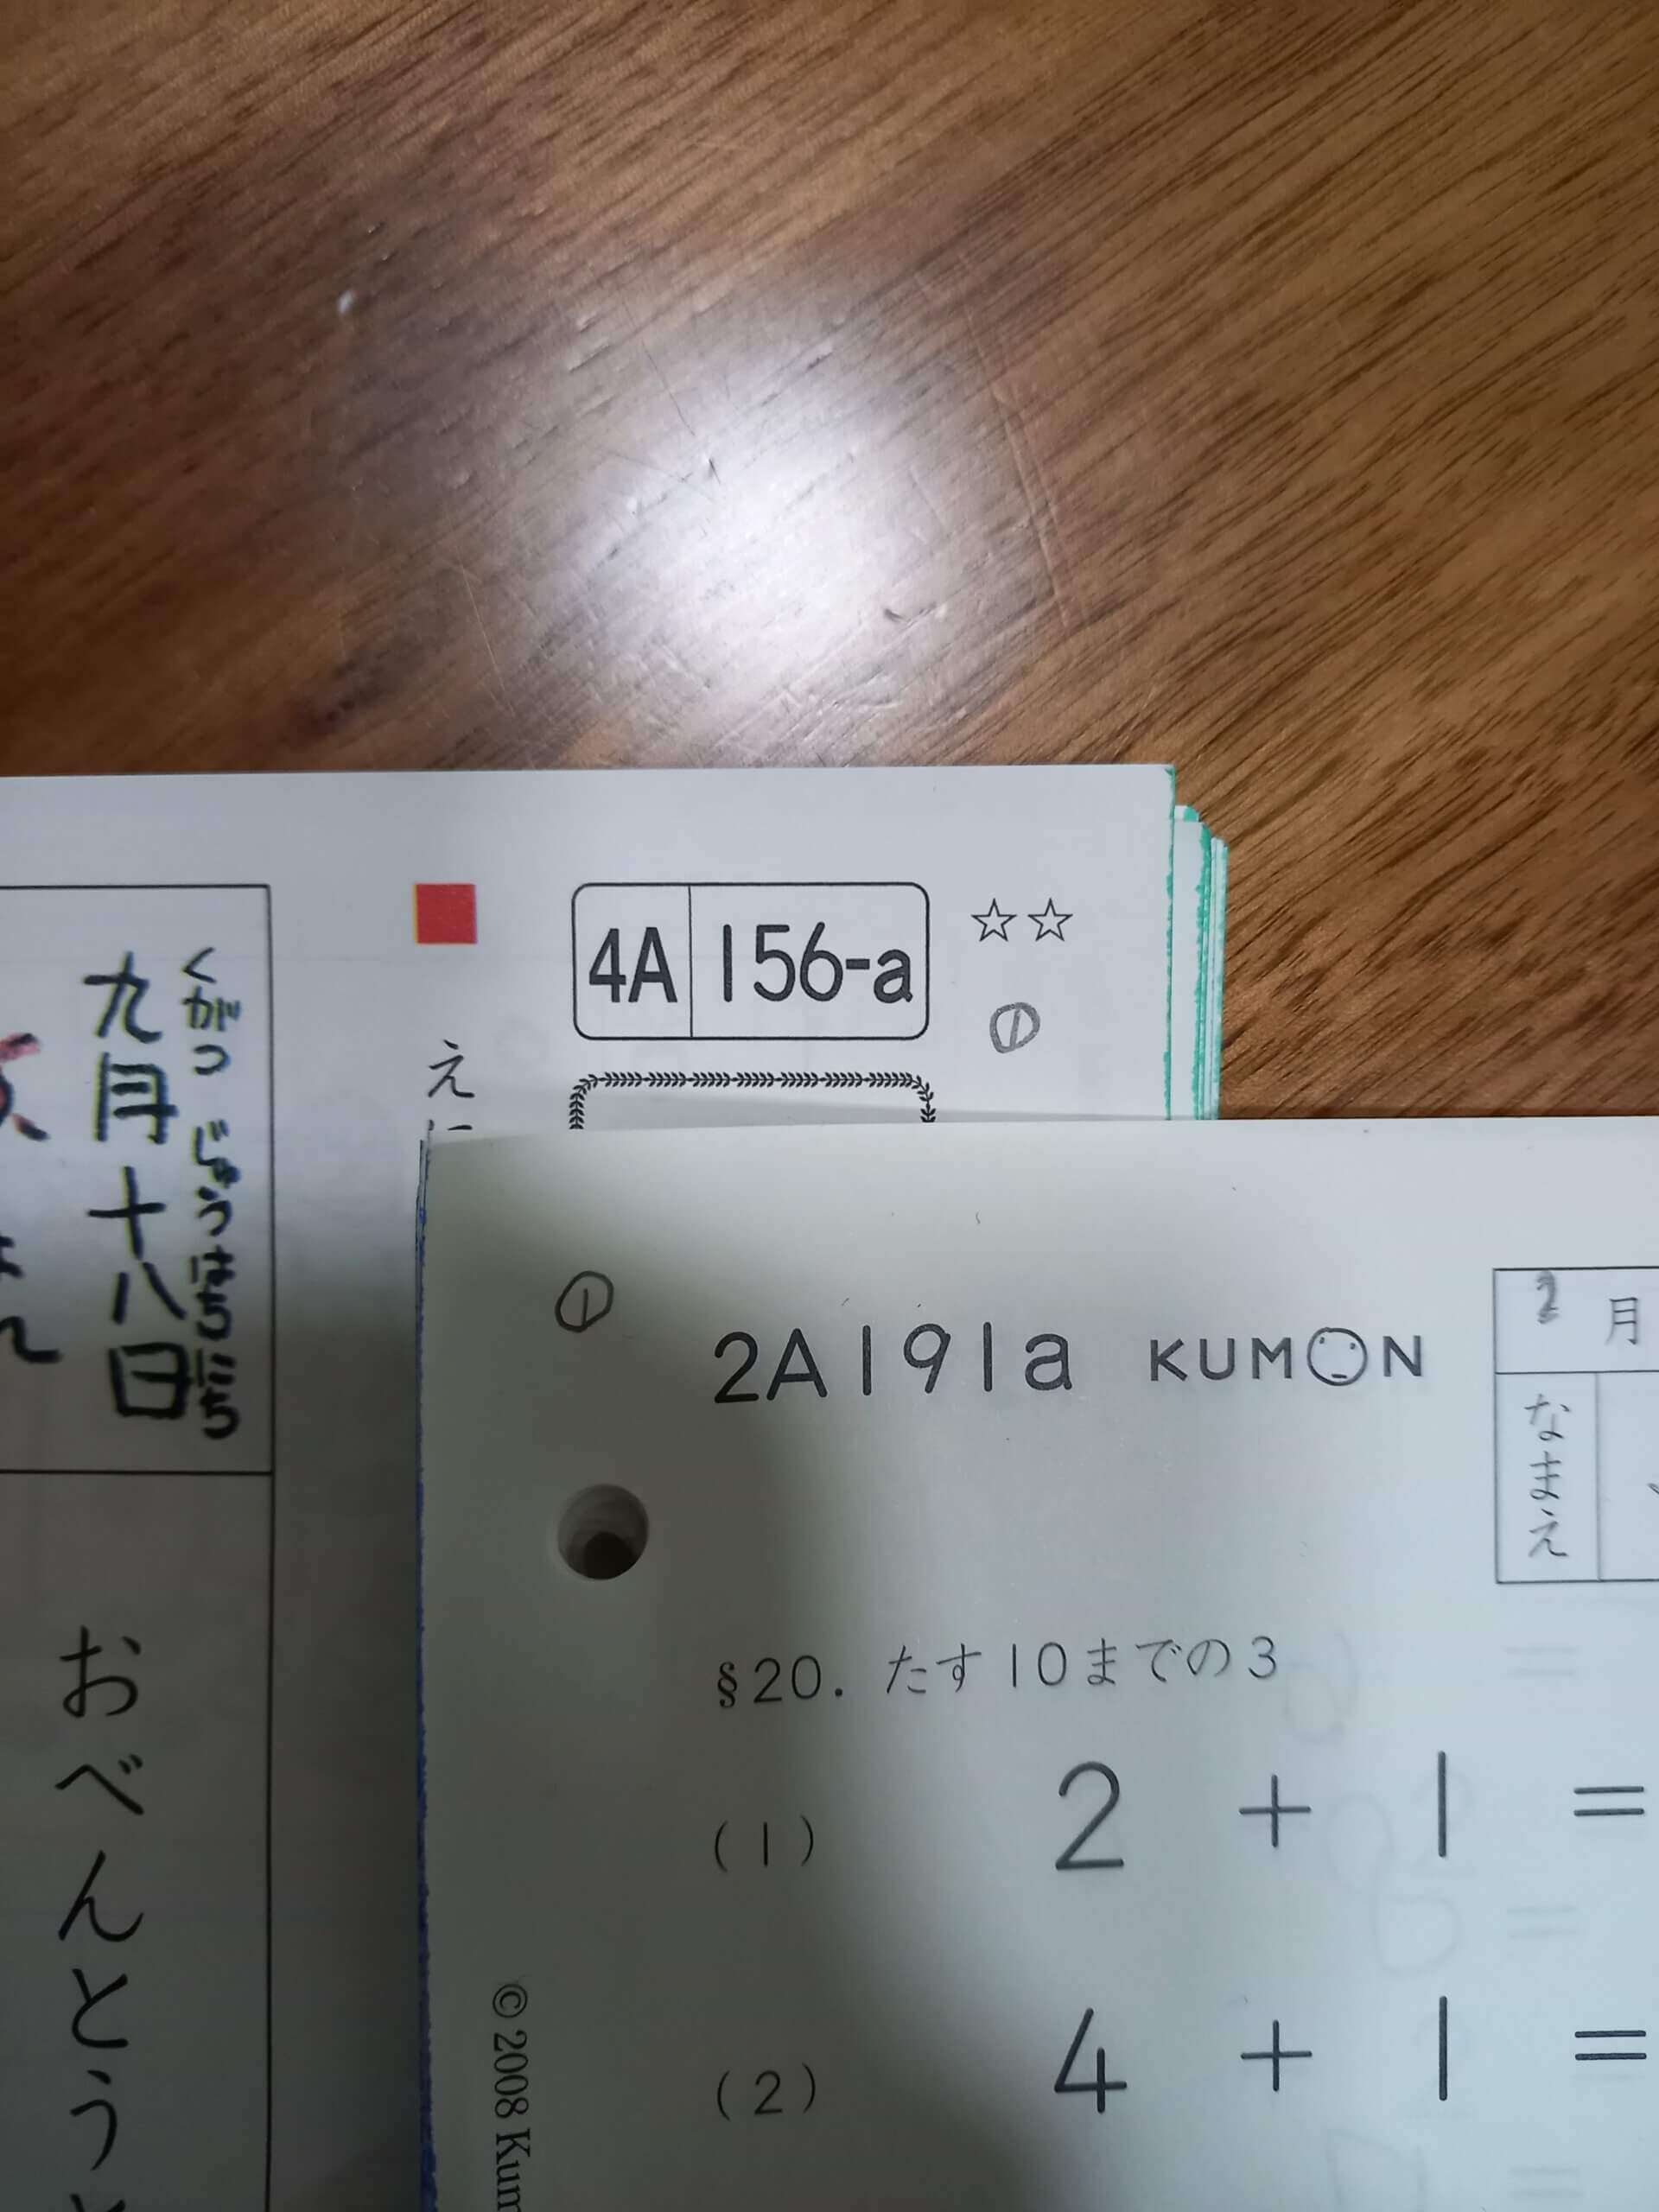 4A 156-a ☆☆
①
くがつ じゅうはちにち
九月十八日
え
おべんとう
①
2A191a KUMON
2月
なまえ
§20. たす10までの3
(1) 2 + 1 =
(2) 4 + 1 =
© 2008 Kum